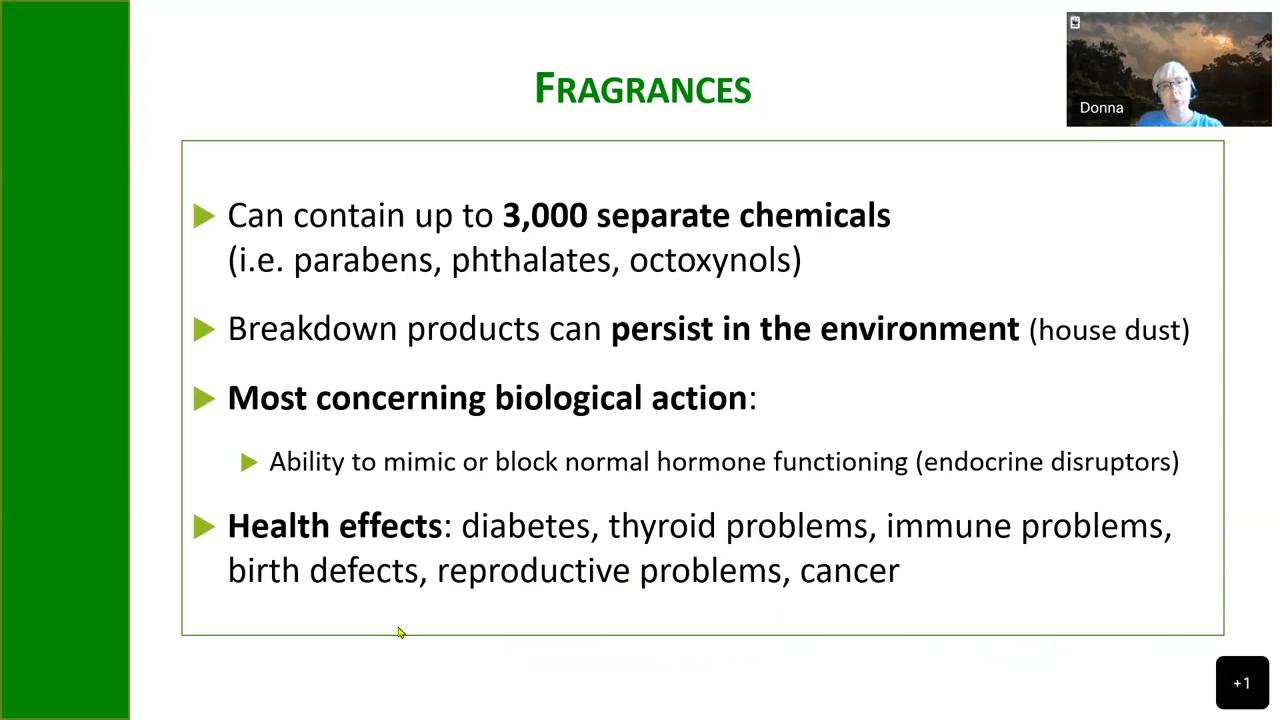 FRAGRANCES
Donna
Can contain up to 3,000 separate chemicals
(i.e. parabens, phthalates, octoxynols)
Breakdown products can persist in the environment (house dust)
Most concerning biological action:
Ability to mimic or block normal hormone functioning (endocrine disruptors)
Health effects: diabetes, thyroid problems, immune problems,
birth defects, reproductive problems, cancer
+1